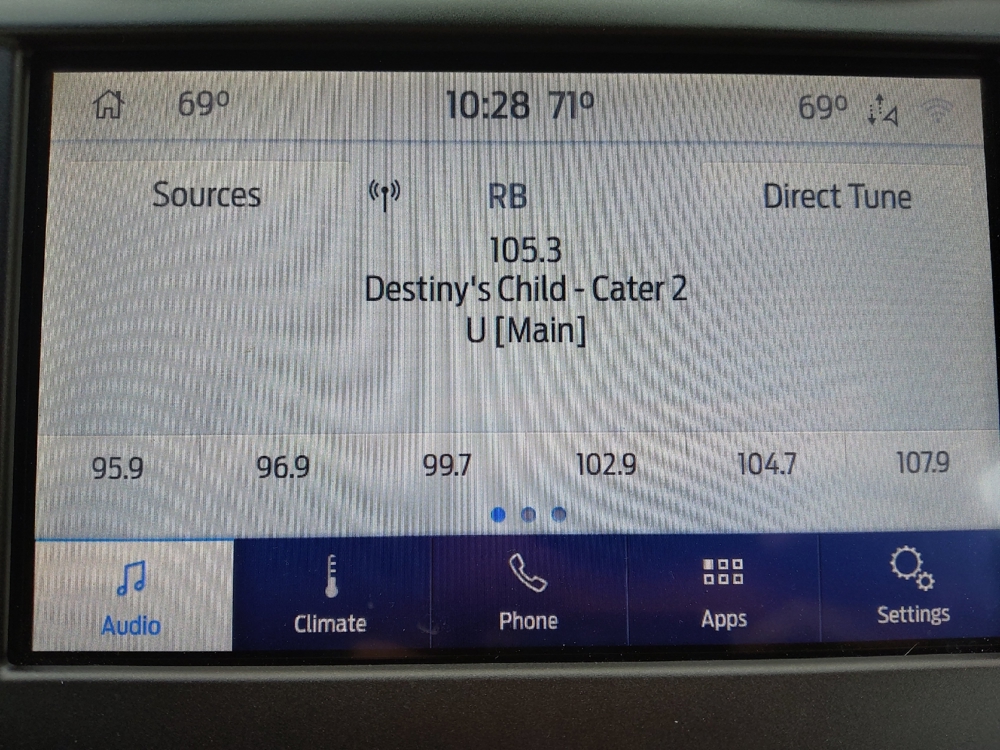 69° 10:28 71° 69°
Sources RB Direct Tune
105.3
Destiny's Child - Cater 2
U [Main]
95.9 96.9 99.7 102.9 104.7 107.9
Audio Climate Phone Apps Settings